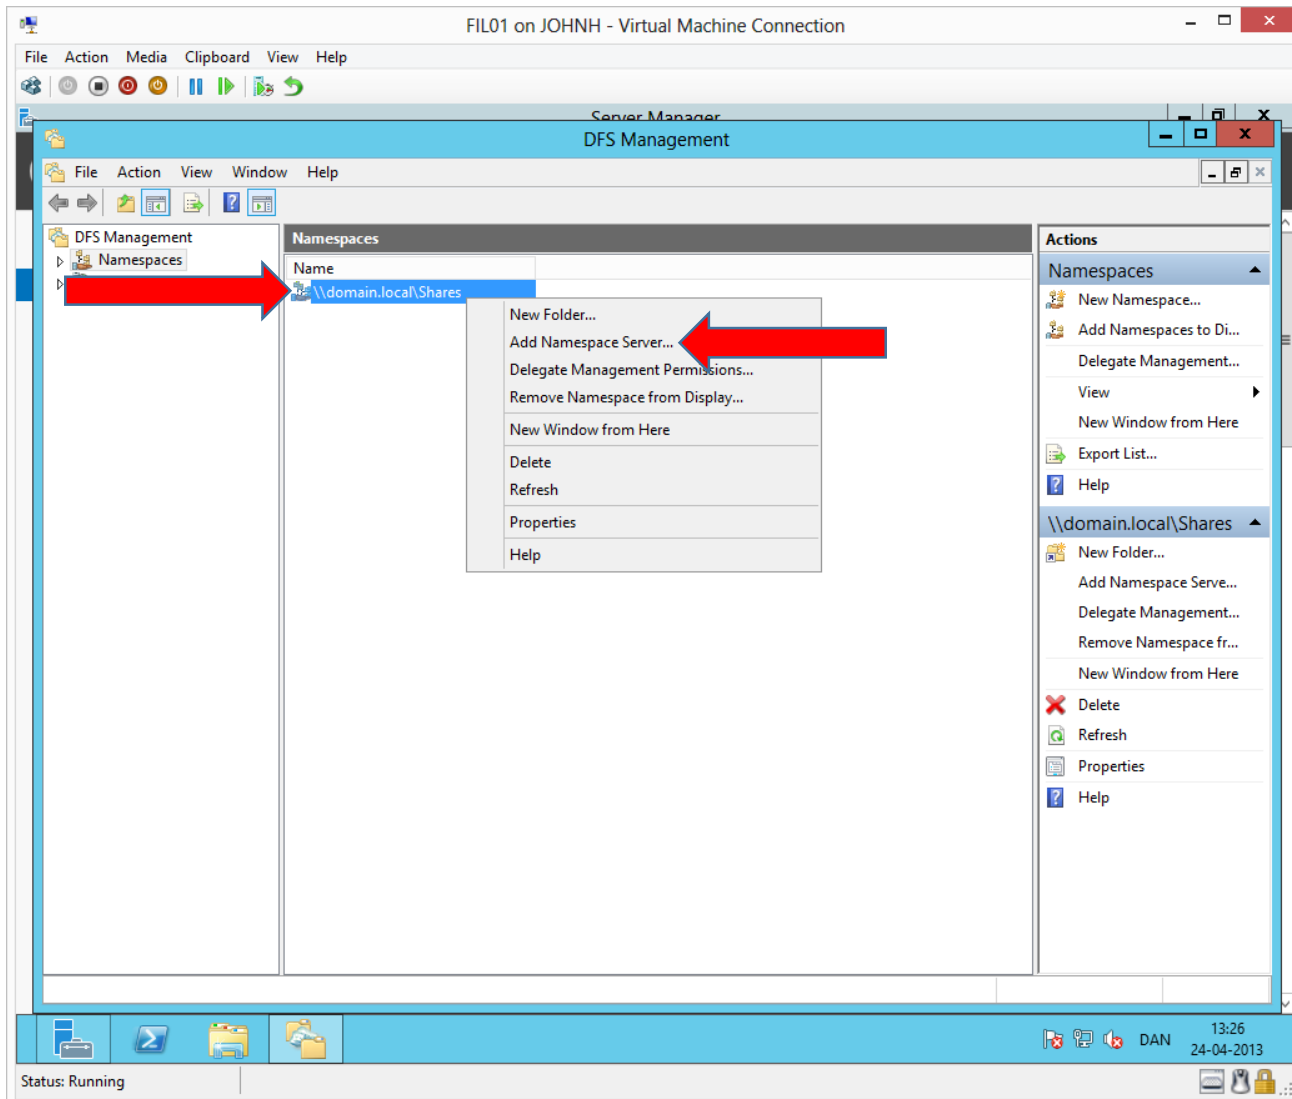 FIL01 on JOHNH - Virtual Machine Connection
File Action Media Clipboard View Help
Server Manager
DFS Management
File Action View Window Help
DFS Management
Namespaces
Namespaces
Name
\\domain.local\Shares
New Folder...
Add Namespace Server...
Delegate Management Permissions...
Remove Namespace from Display...
New Window from Here
Delete
Refresh
Properties
Help
Actions
Namespaces
New Namespace...
Add Namespaces to Di...
Delegate Management...
View
New Window from Here
Export List...
Help
\\domain.local\Shares
New Folder...
Add Namespace Serve...
Delegate Management...
Remove Namespace fr...
New Window from Here
Delete
Refresh
Properties
Help
DAN
13:26
24-04-2013
Status: Running